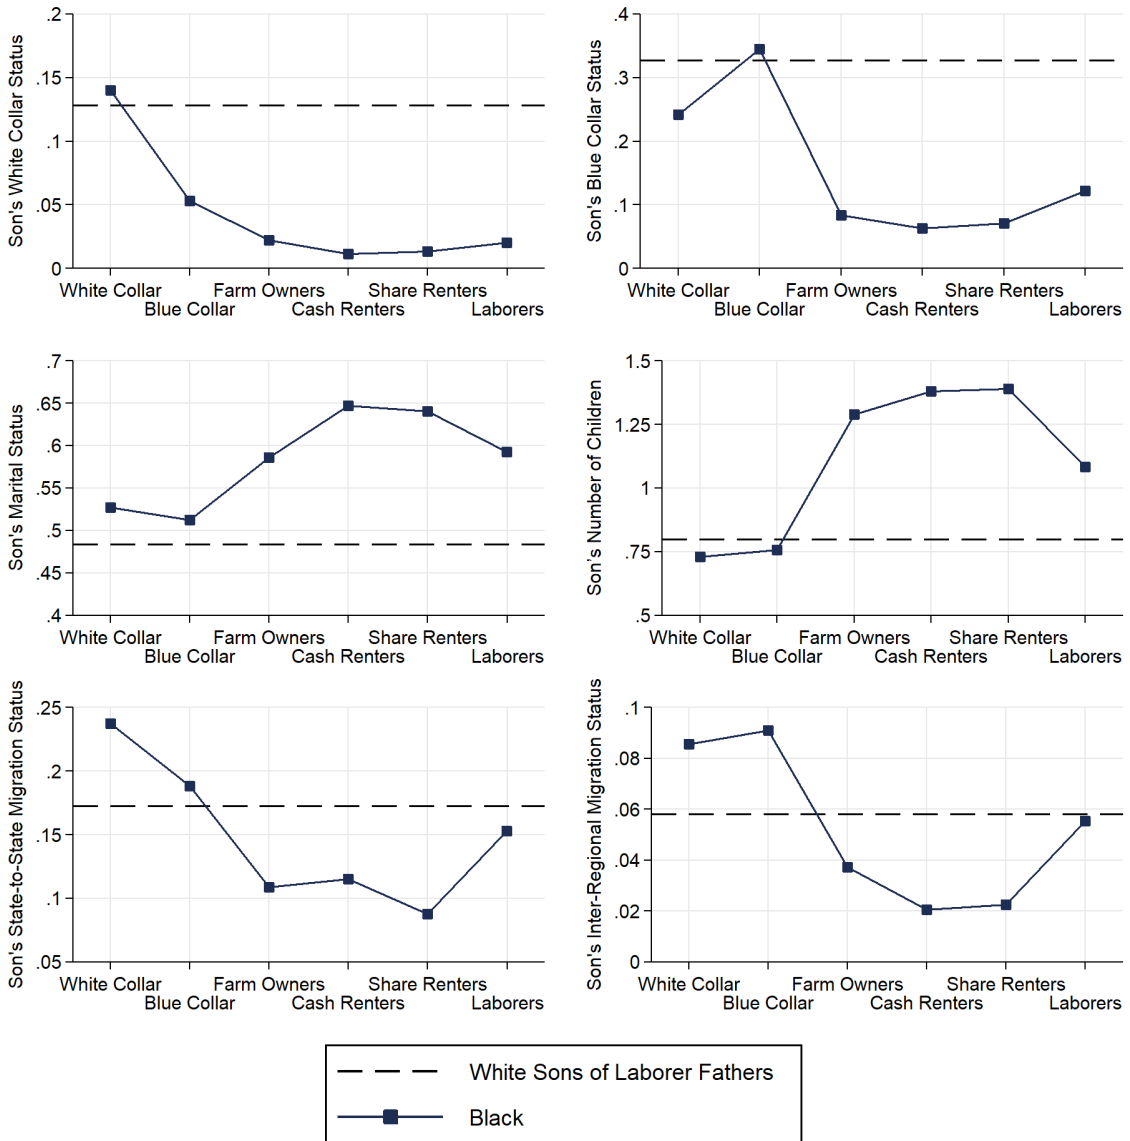 Son's White Collar Status
.2
.15
.1
.05
0
White Collar
Blue Collar
Farm Owners
Cash Renters
Share Renters
Laborers
Son's Blue Collar Status
.4
.3
.2
.1
0
White Collar
Blue Collar
Farm Owners
Cash Renters
Share Renters
Laborers
Son's Marital Status
.7
.65
.6
.55
.5
.45
.4
White Collar
Blue Collar
Farm Owners
Cash Renters
Share Renters
Laborers
Son's Number of Children
1.5
1.25
1
.75
.5
White Collar
Blue Collar
Farm Owners
Cash Renters
Share Renters
Laborers
Son's State-to-State Migration Status
.25
.2
.15
.1
.05
White Collar
Blue Collar
Farm Owners
Cash Renters
Share Renters
Laborers
Son's Inter-Regional Migration Status
.1
.08
.06
.04
.02
0
White Collar
Blue Collar
Farm Owners
Cash Renters
Share Renters
Laborers
White Sons of Laborer Fathers
Black